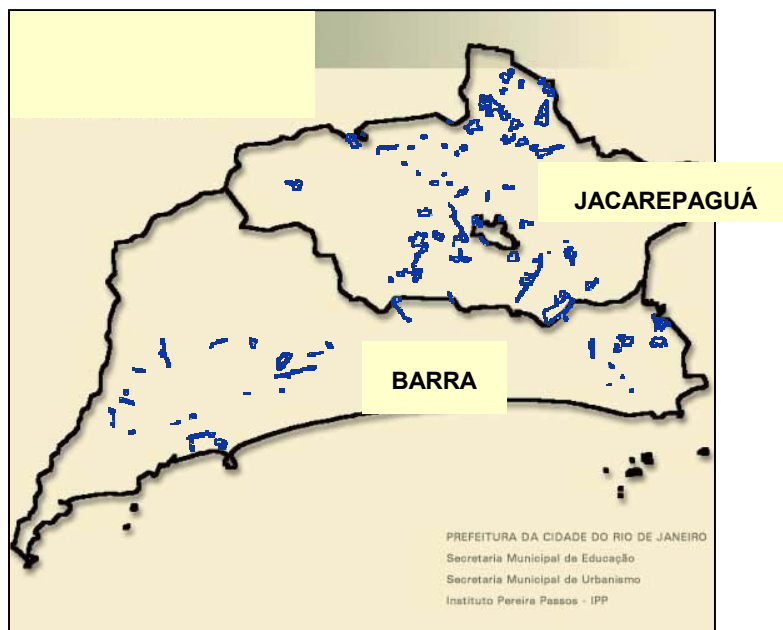 JACAREPAGUÁ
BARRA
PREFEITURA DA CIDADE DO RIO DE JANEIRO
Secretaria Municipal de Educação
Secretaria Municipal de Urbanismo
Instituto Pereira Passos - IPP